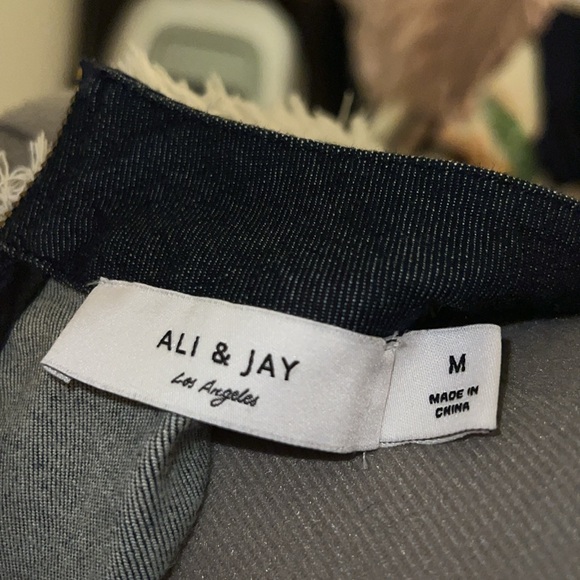 ALI & JAY
Los Angeles
M
MADE IN
CHINA